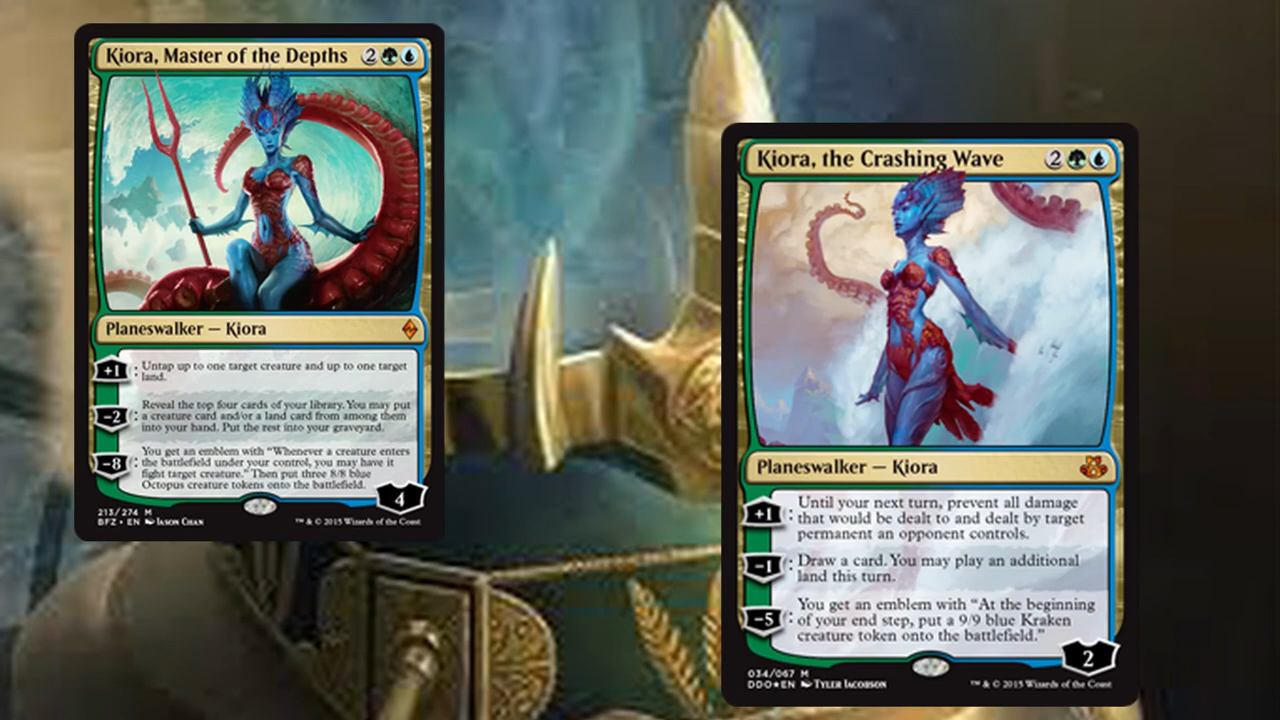 Kiora, Master of the Depths 2
Planeswalker — Kiora
+1 : Untap up to one target creature and up to one target
land.
-2 : Reveal the top four cards of your library. You may put
a creature card and/or a land card from among them
into your hand. Put the rest into your graveyard.
-8 : You get an emblem with “Whenever a creature enters
the battlefield under your control, you may have it
fight target creature.” Then put three 8/8 blue
Octopus creature tokens onto the battlefield.
4
213/274 M
BFZ • EN Jason Chan
™ & © 2015 Wizards of the Coast
Kiora, the Crashing Wave 2
Planeswalker — Kiora
+1 : Until your next turn, prevent all damage
that would be dealt to and dealt by target
permanent an opponent controls.
-1 : Draw a card. You may play an additional
land this turn.
-5 : You get an emblem with “At the beginning
of your end step, put a 9/9 blue Kraken
creature token onto the battlefield.”
2
034/067 M
DDO★EN Tyler Jacobson
™ & © 2015 Wizards of the Coast